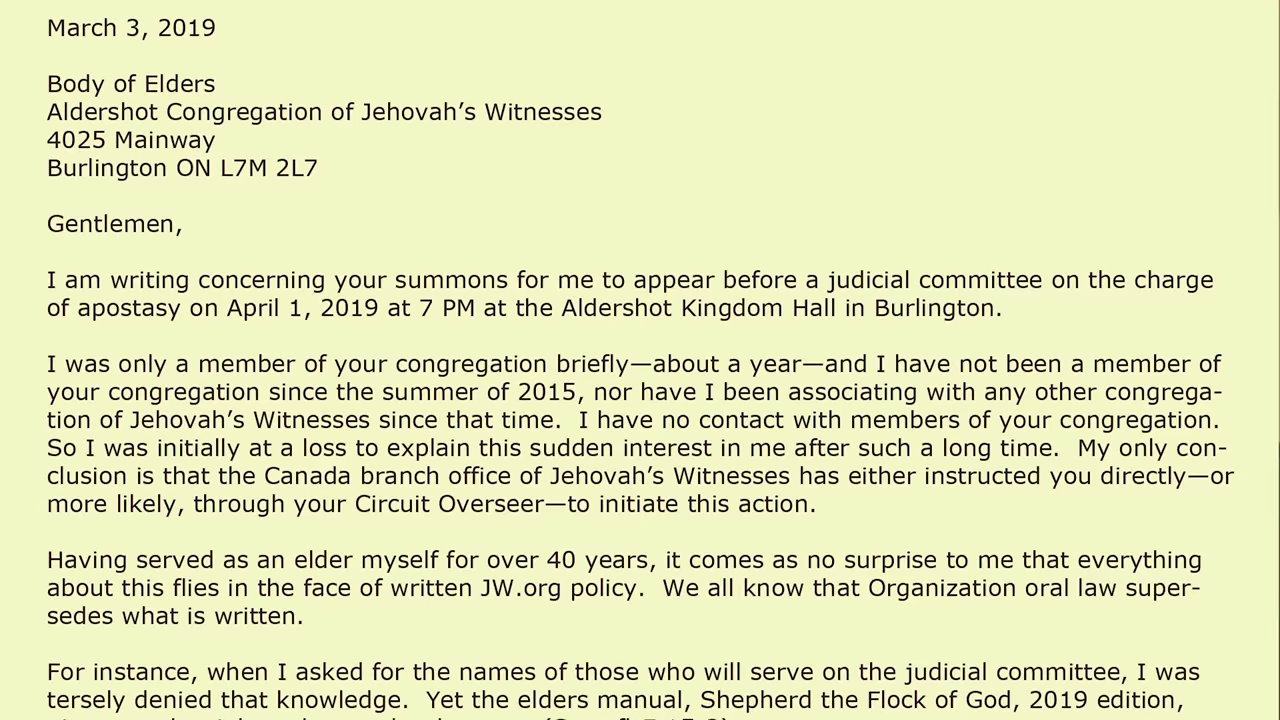 March 3, 2019
Body of Elders
Aldershot Congregation of Jehovah’s Witnesses
4025 Mainway
Burlington ON L7M 2L7
Gentlemen,
I am writing concerning your summons for me to appear before a judicial committee on the charge
of apostasy on April 1, 2019 at 7 PM at the Aldershot Kingdom Hall in Burlington.
I was only a member of your congregation briefly—about a year—and I have not been a member of
your congregation since the summer of 2015, nor have I been associating with any other congrega-
tion of Jehovah’s Witnesses since that time.  I have no contact with members of your congregation.
So I was initially at a loss to explain this sudden interest in me after such a long time.  My only con-
clusion is that the Canada branch office of Jehovah’s Witnesses has either instructed you directly—or
more likely, through your Circuit Overseer—to initiate this action.
Having served as an elder myself for over 40 years, it comes as no surprise to me that everything
about this flies in the face of written JW.org policy.  We all know that Organization oral law super-
sedes what is written.
For instance, when I asked for the names of those who will serve on the judicial committee, I was
tersely denied that knowledge.  Yet the elders manual, Shepherd the Flock of God, 2019 edition,